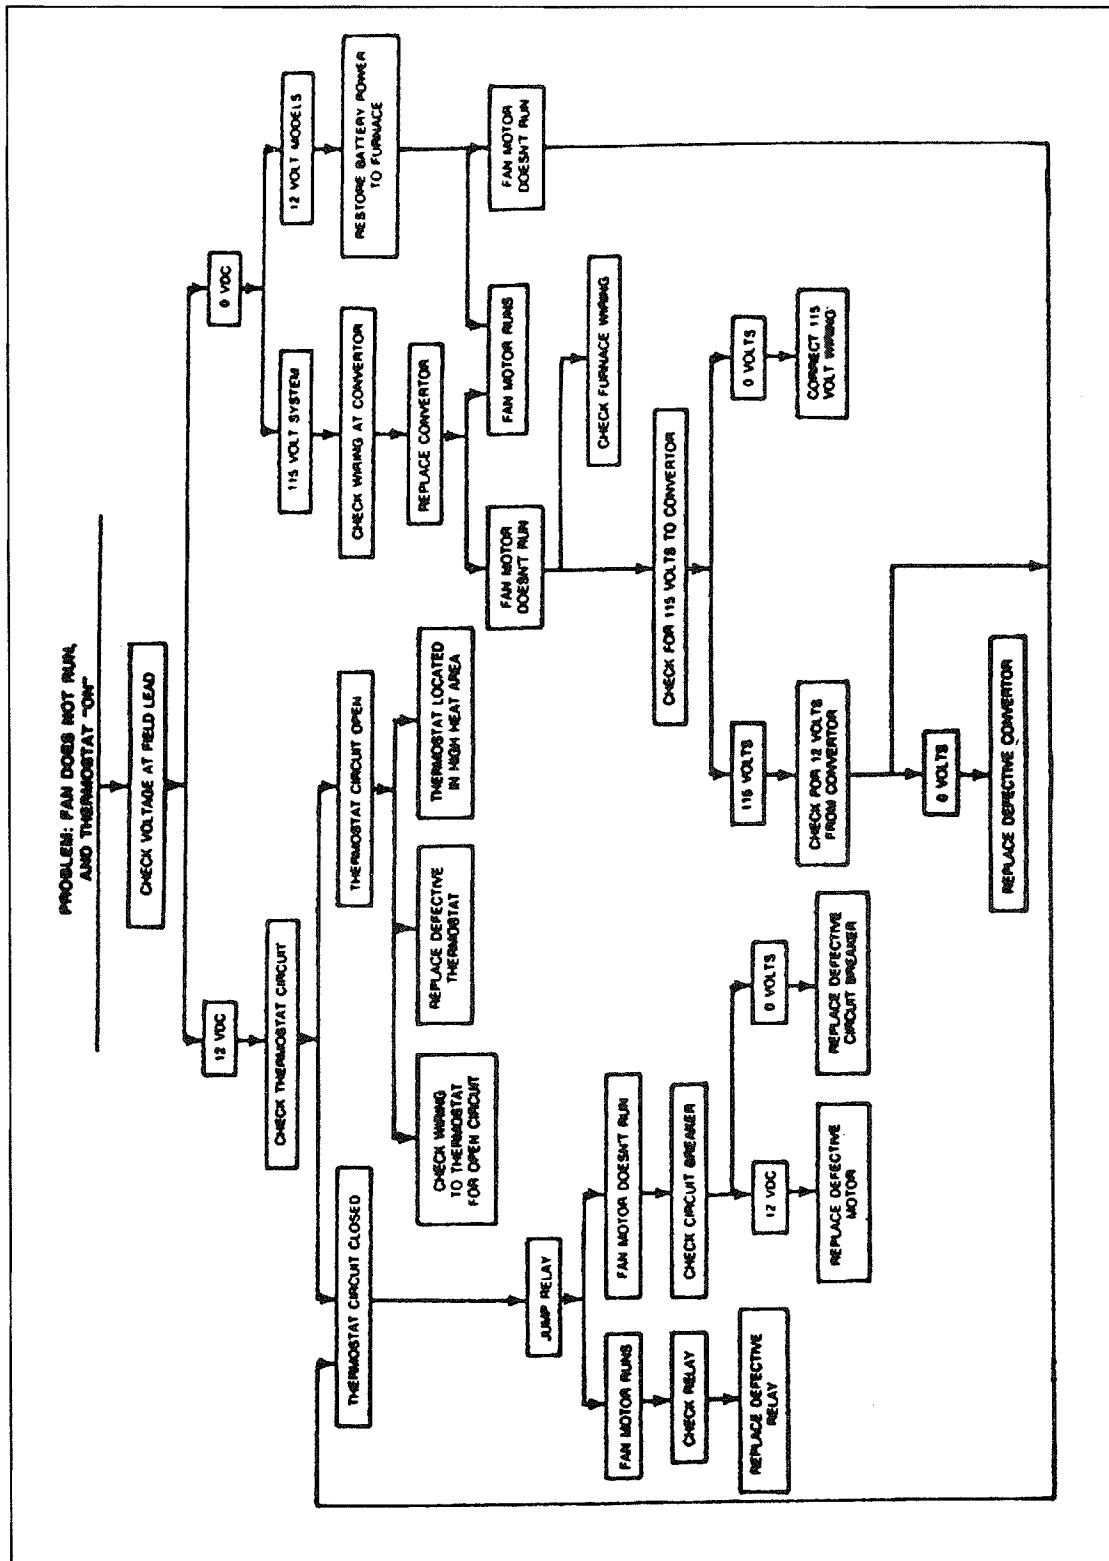 PROBLEM: FAN DOES NOT RUN,
AND THERMOSTAT "ON"
CHECK VOLTAGE AT FIELD LEAD
12 VDC
0 VDC
CHECK THERMOSTAT CIRCUIT
115 VOLT SYSTEM
12 VOLT MODELS
THERMOSTAT CIRCUIT CLOSED
THERMOSTAT CIRCUIT OPEN
CHECK WIRING AT CONVERTOR
RESTORE BATTERY POWER
TO FURNACE
CHECK WIRING
TO THERMOSTAT
FOR OPEN CIRCUIT
REPLACE DEFECTIVE
THERMOSTAT
THERMOSTAT LOCATED
IN HIGH HEAT AREA
REPLACE CONVERTOR
FAN MOTOR
DOESN'T RUN
FAN MOTOR RUNS
FAN MOTOR
DOESN'T RUN
JUMP RELAY
CHECK FURNACE WIRING
FAN MOTOR RUNS
FAN MOTOR DOESN'T RUN
CHECK FOR 115 VOLTS TO CONVERTOR
CHECK RELAY
CHECK CIRCUIT BREAKER
115 VOLTS
0 VOLTS
REPLACE DEFECTIVE
RELAY
12 VDC
0 VOLTS
CHECK FOR 12 VOLTS
FROM CONVERTOR
CORRECT 115
VOLT WIRING
REPLACE DEFECTIVE
MOTOR
REPLACE DEFECTIVE
CIRCUIT BREAKER
0 VOLTS
REPLACE DEFECTIVE CONVERTOR